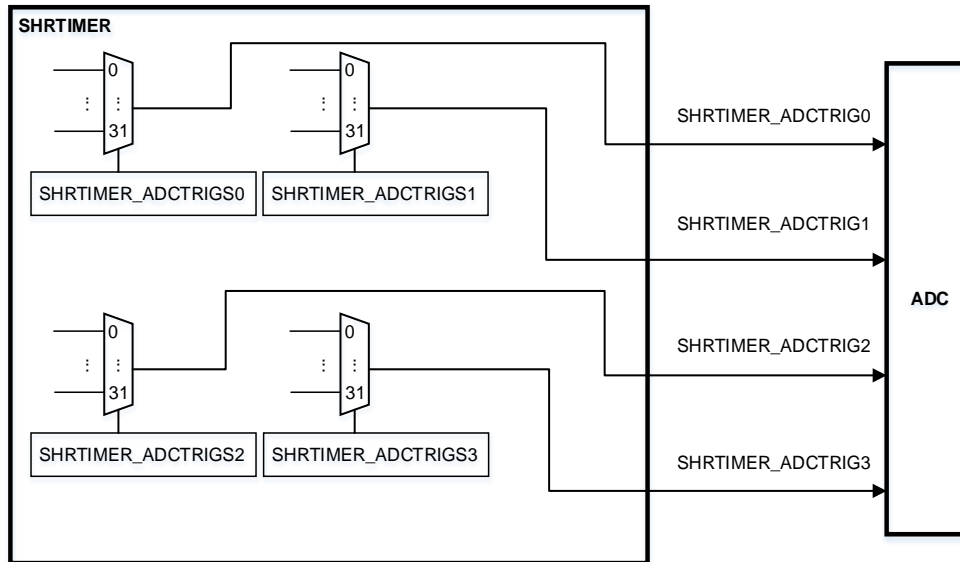 SHRTIMER
0
⋮ ⋮
31
SHRTIMER_ADCTRIGS0
0
⋮ ⋮
31
SHRTIMER_ADCTRIGS1
SHRTIMER_ADCTRIG0
SHRTIMER_ADCTRIG1
0
⋮ ⋮
31
SHRTIMER_ADCTRIGS2
0
⋮ ⋮
31
SHRTIMER_ADCTRIGS3
SHRTIMER_ADCTRIG2
SHRTIMER_ADCTRIG3
ADC